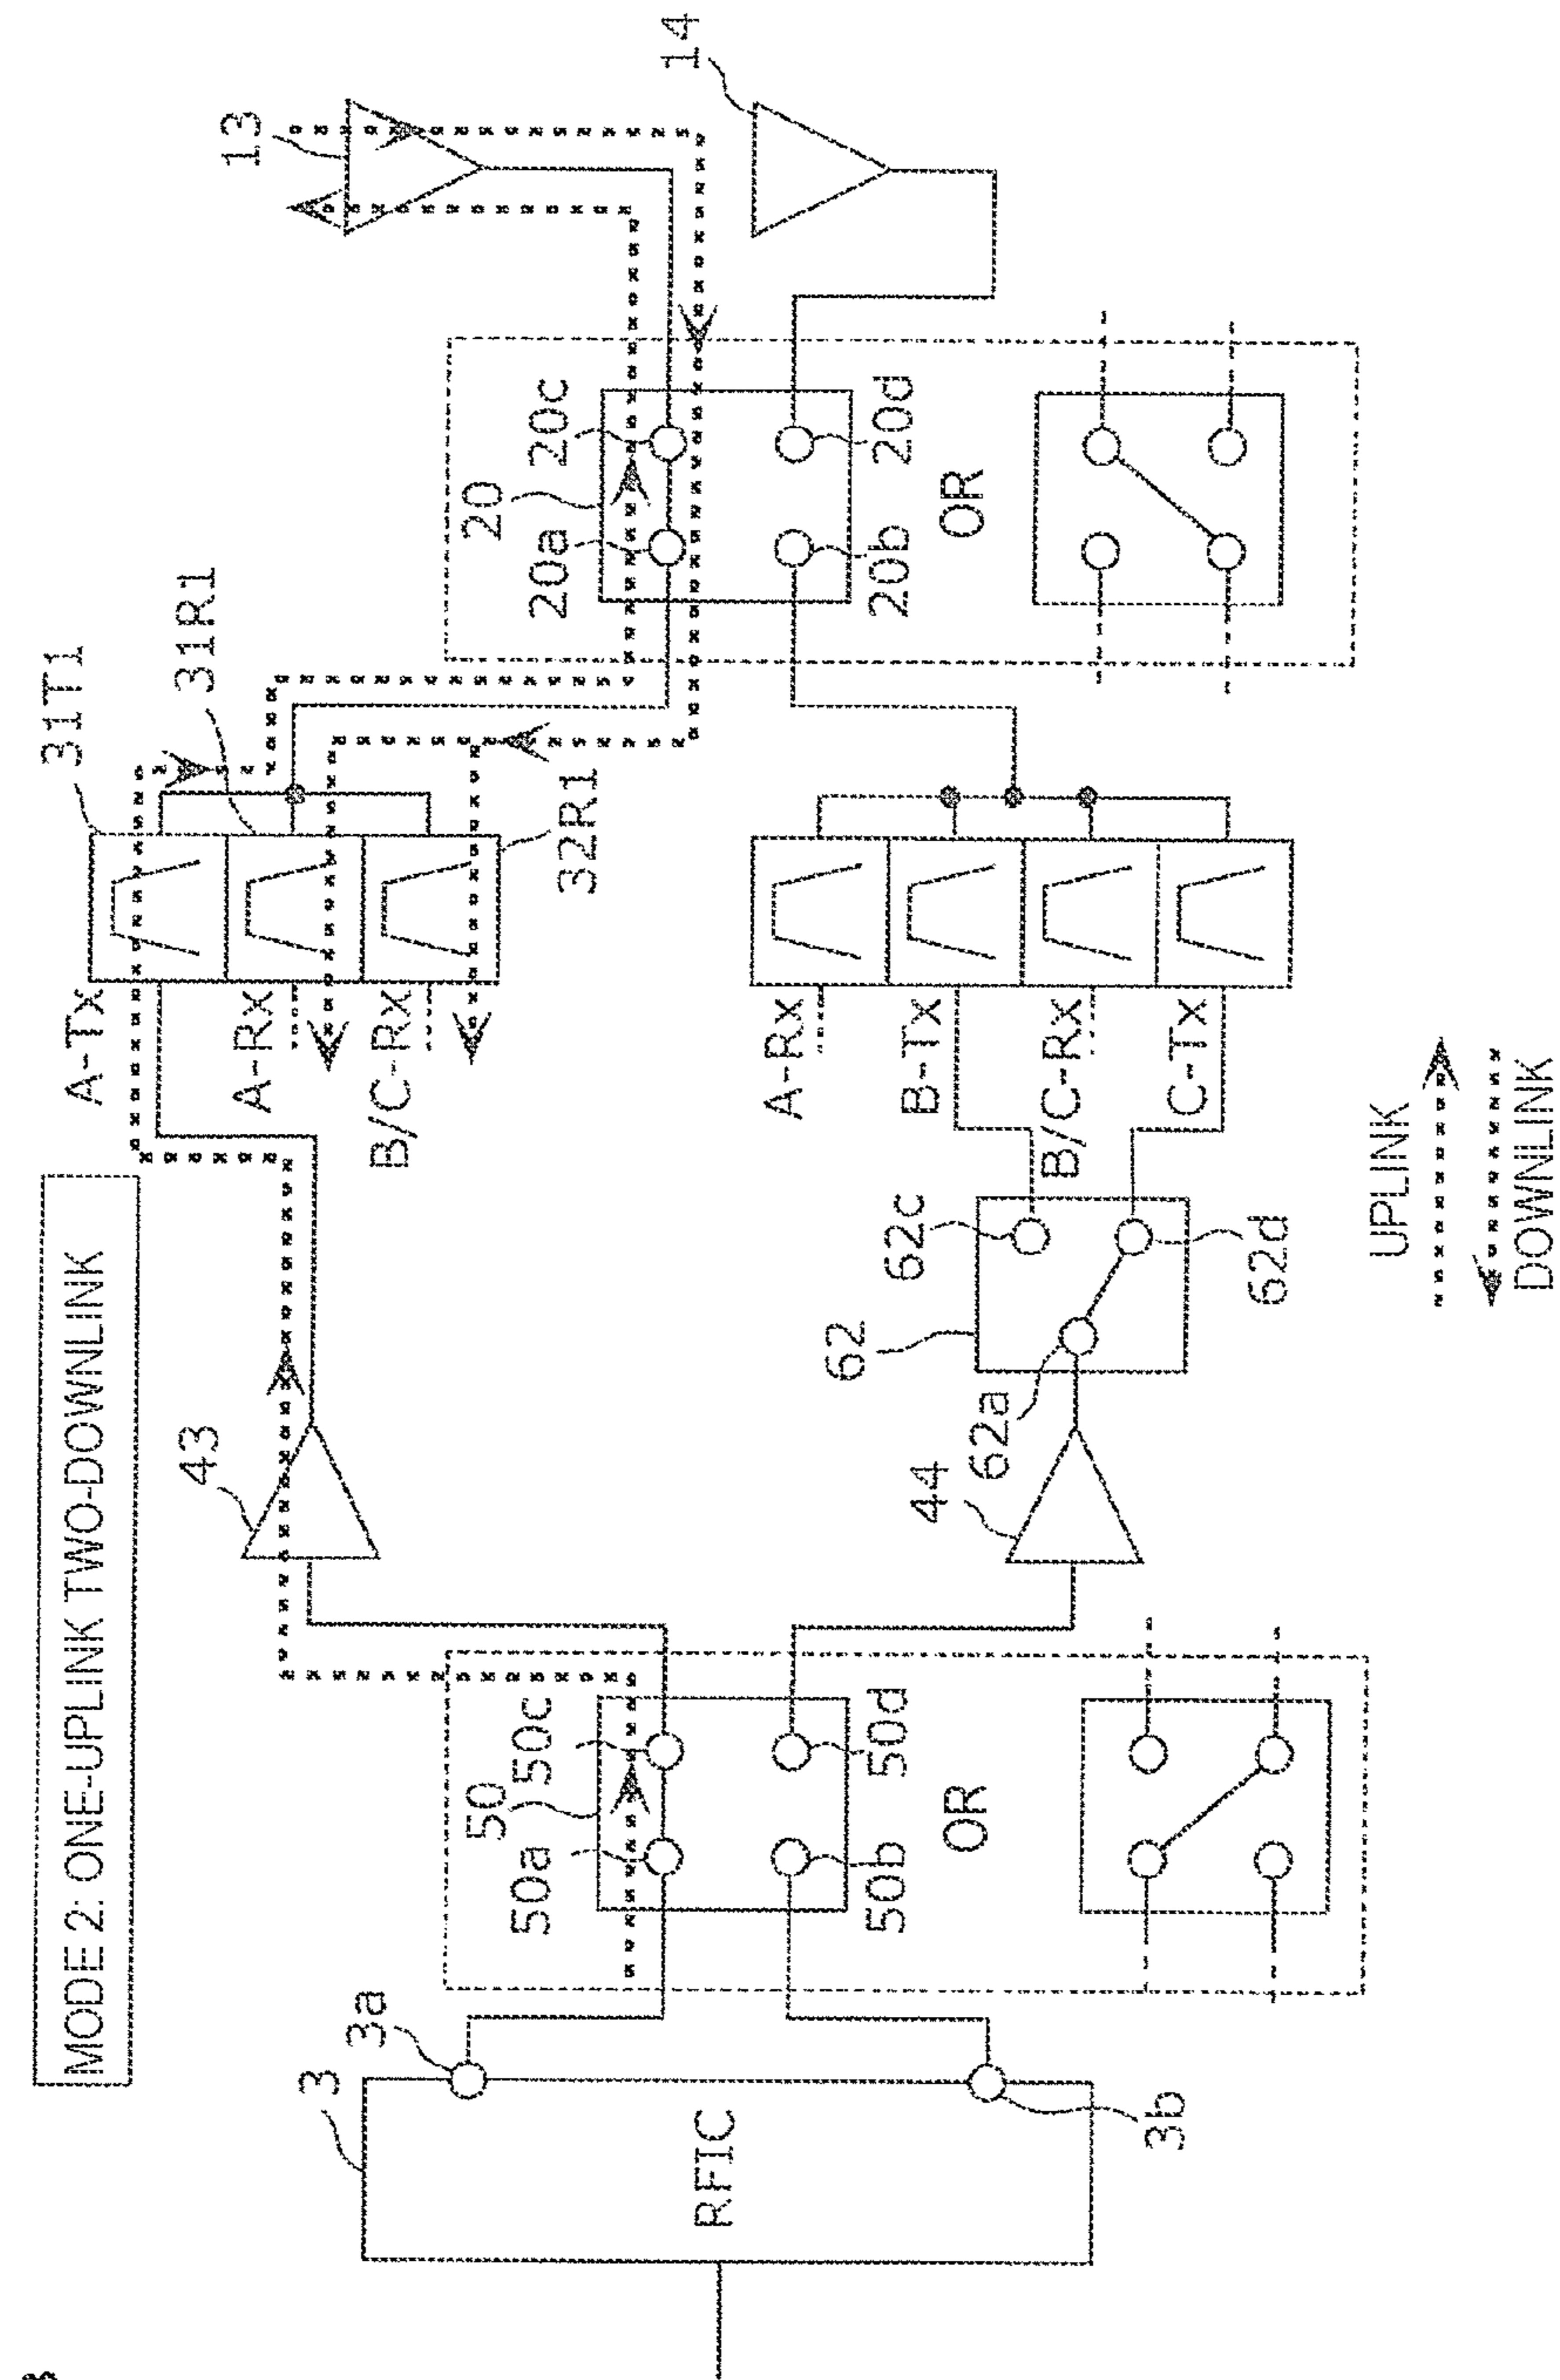 MODE 2: ONE-UPLINK TWO-DOWNLINK
3
3a
RFIC
3b
50
50a
50c
50b
50d
OR
43
44
62
62a
62c
62d
A-Tx
A-Rx
B/C-Rx
31T1
31R1
32R1
A-Rx
B-Tx
B/C-Rx
C-Tx
20
20a
20c
20b
20d
OR
13
14
UPLINK
DOWNLINK